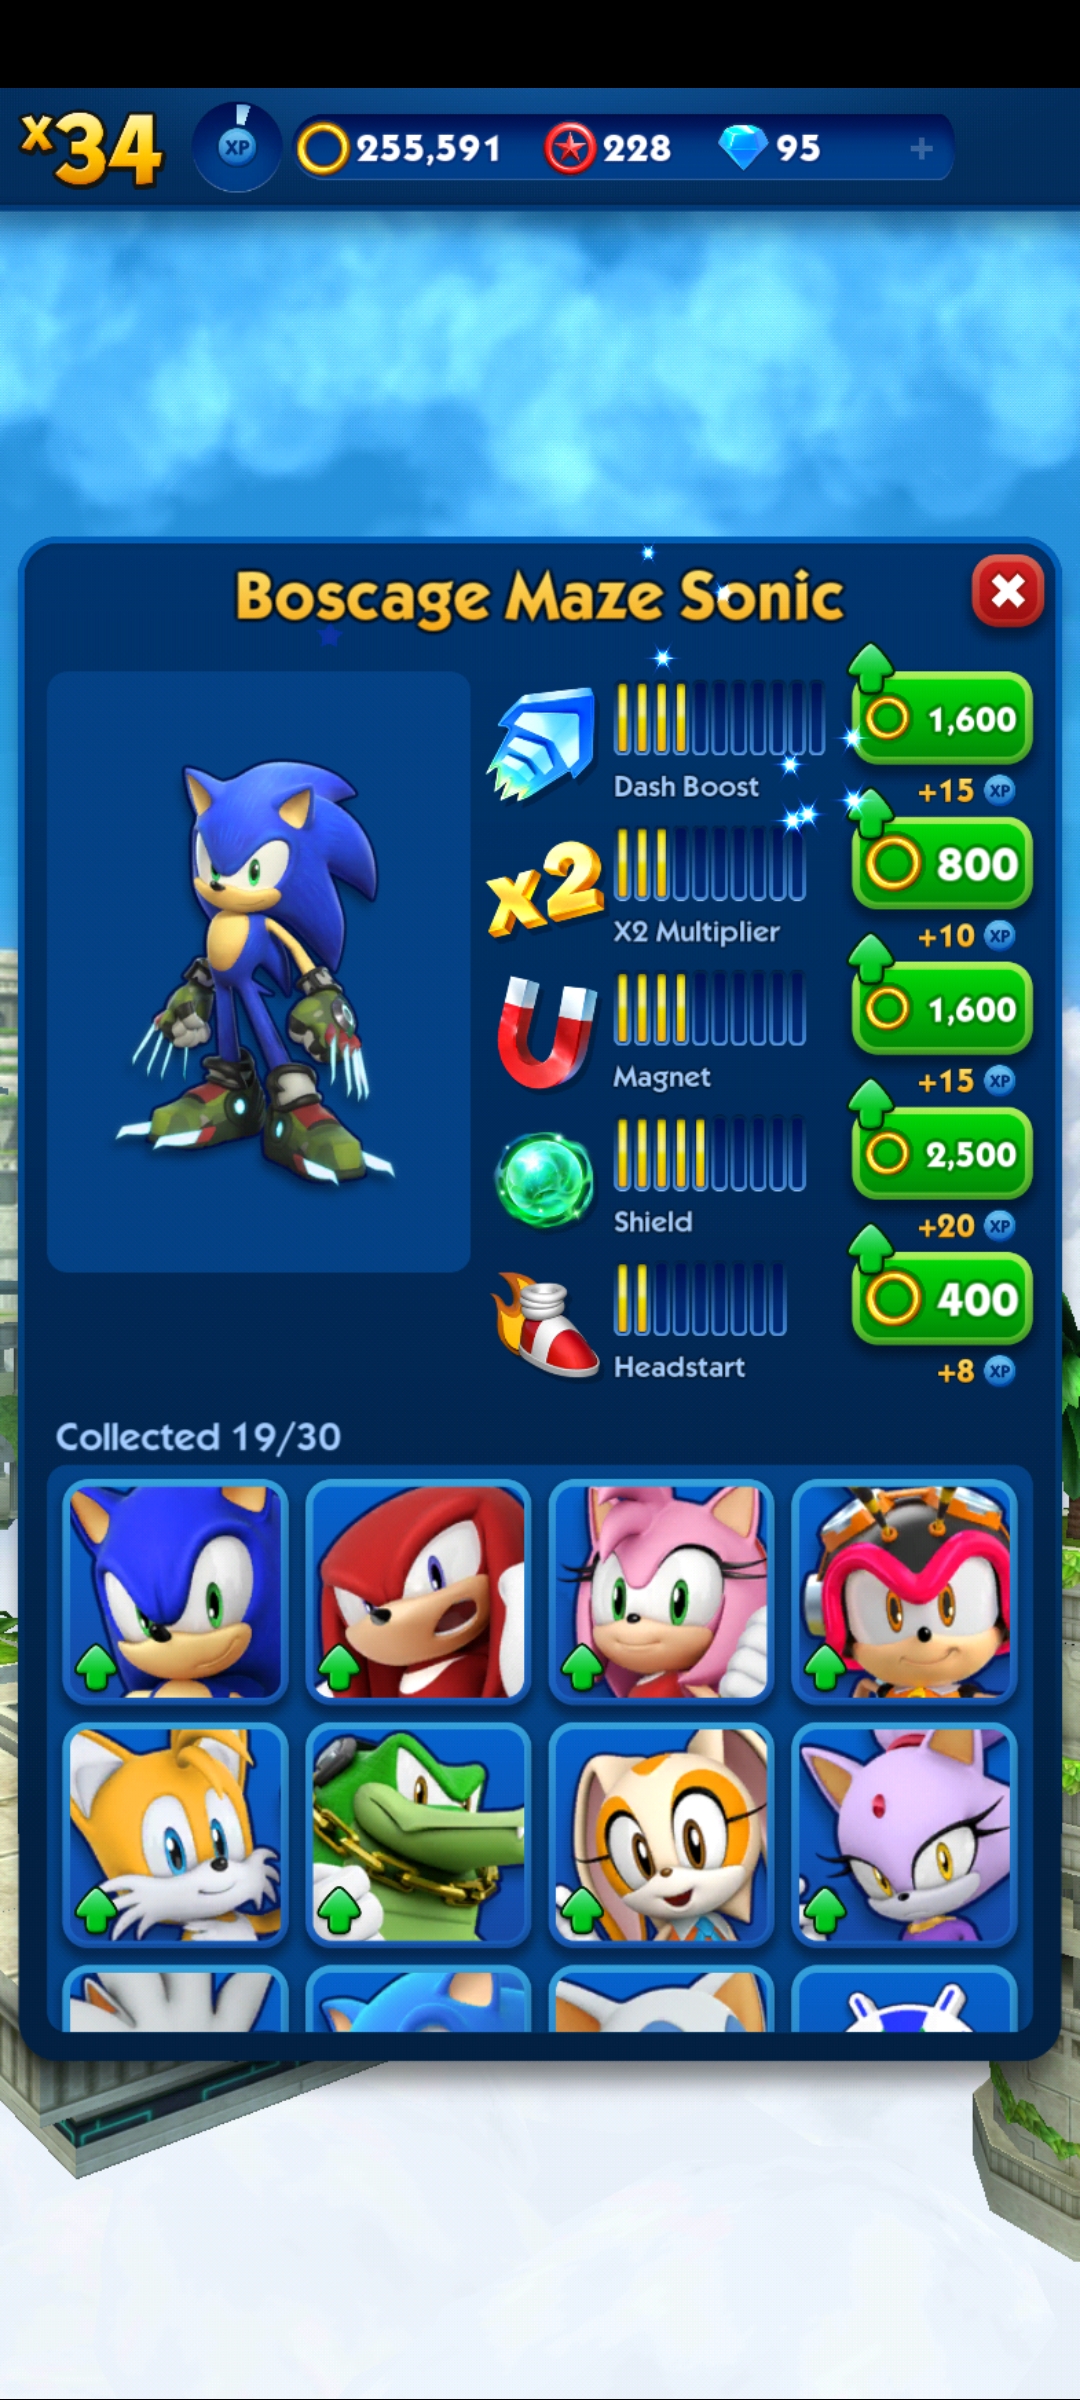 x34 XP 255,591 228 95 +
Boscage Maze Sonic
1,600
Dash Boost +15 XP
x2 800
X2 Multiplier +10 XP
1,600
Magnet +15 XP
2,500
Shield +20 XP
400
Headstart +8 XP
Collected 19/30